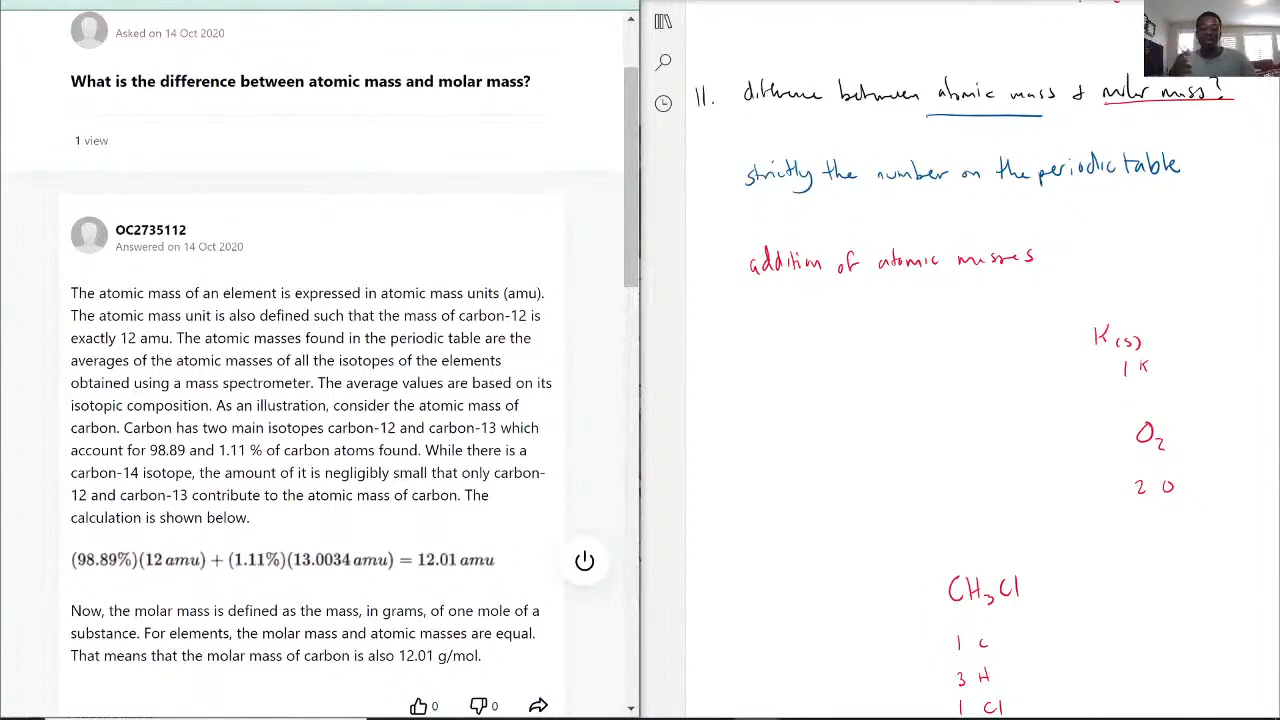 Asked on 14 Oct 2020
What is the difference between atomic mass and molar mass?
1 view
OC2735112
Answered on 14 Oct 2020
The atomic mass of an element is expressed in atomic mass units (amu).
The atomic mass unit is also defined such that the mass of carbon-12 is
exactly 12 amu. The atomic masses found in the periodic table are the
averages of the atomic masses of all the isotopes of the elements
obtained using a mass spectrometer. The average values are based on its
isotopic composition. As an illustration, consider the atomic mass of
carbon. Carbon has two main isotopes carbon-12 and carbon-13 which
account for 98.89 and 1.11 % of carbon atoms found. While there is a
carbon-14 isotope, the amount of it is negligibly small that only carbon-
12 and carbon-13 contribute to the atomic mass of carbon. The
calculation is shown below.
(98.89%)(12 amu) + (1.11%)(13.0034 amu) = 12.01 amu
Now, the molar mass is defined as the mass, in grams, of one mole of a
substance. For elements, the molar mass and atomic masses are equal.
That means that the molar mass of carbon is also 12.01 g/mol.
0 0
11. difference between atomic mass & molar mass?
strictly the number on the periodic table
addition of atomic masses
K(s)
1 K
O2
2 O
CH3Cl
1 C
3 H
1 Cl